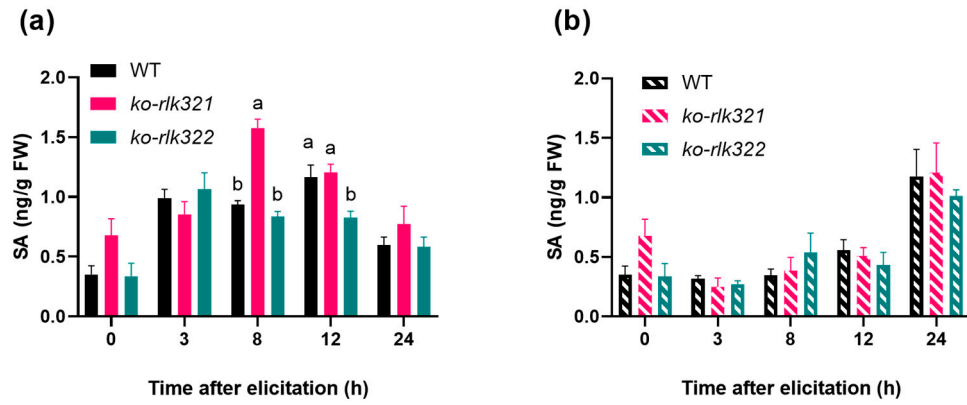 (a)
WT
ko-rlk321
ko-rlk322
SA (ng/g FW)
2.0
1.5
1.0
0.5
0.0
a
b
b
a
a
b
0
3
8
12
24
Time after elicitation (h)
(b)
WT
ko-rlk321
ko-rlk322
SA (ng/g FW)
2.0
1.5
1.0
0.5
0.0
0
3
8
12
24
Time after elicitation (h)